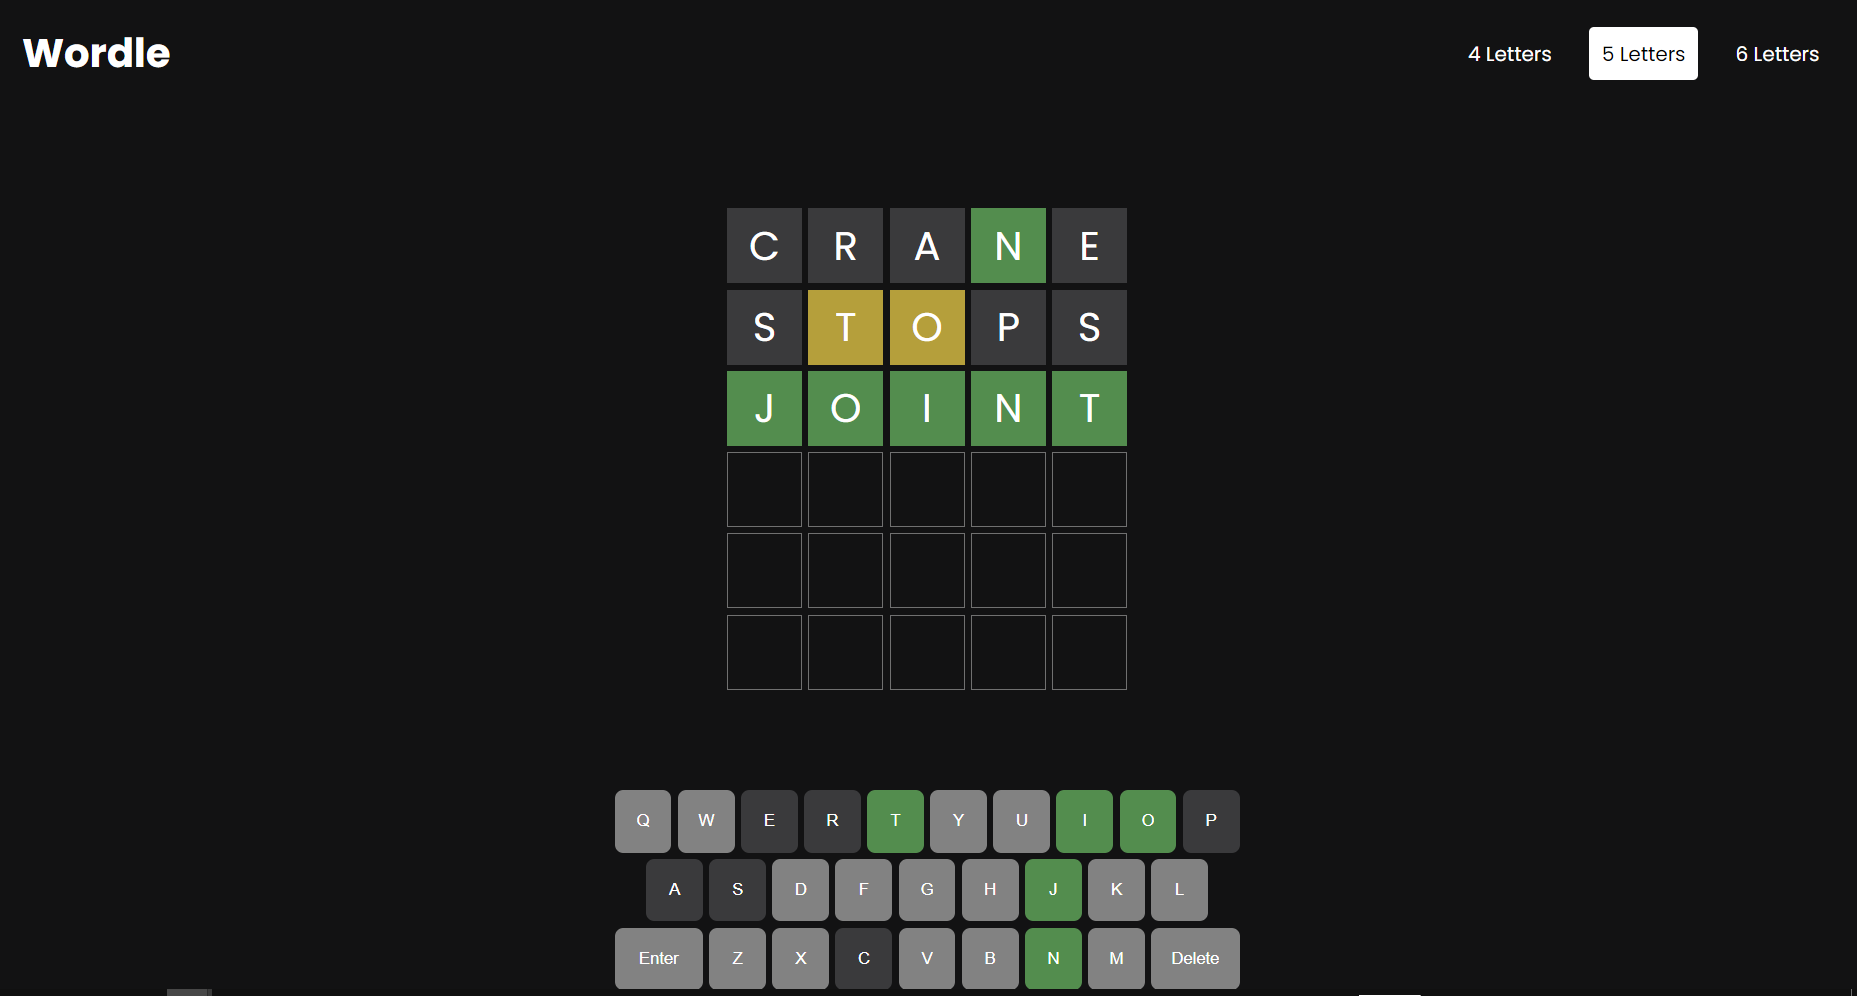 Wordle
4 Letters 5 Letters 6 Letters
C R A N E
S T O P S
J O I N T
Q W E R T Y U I O P
A S D F G H J K L
Enter Z X C V B N M Delete